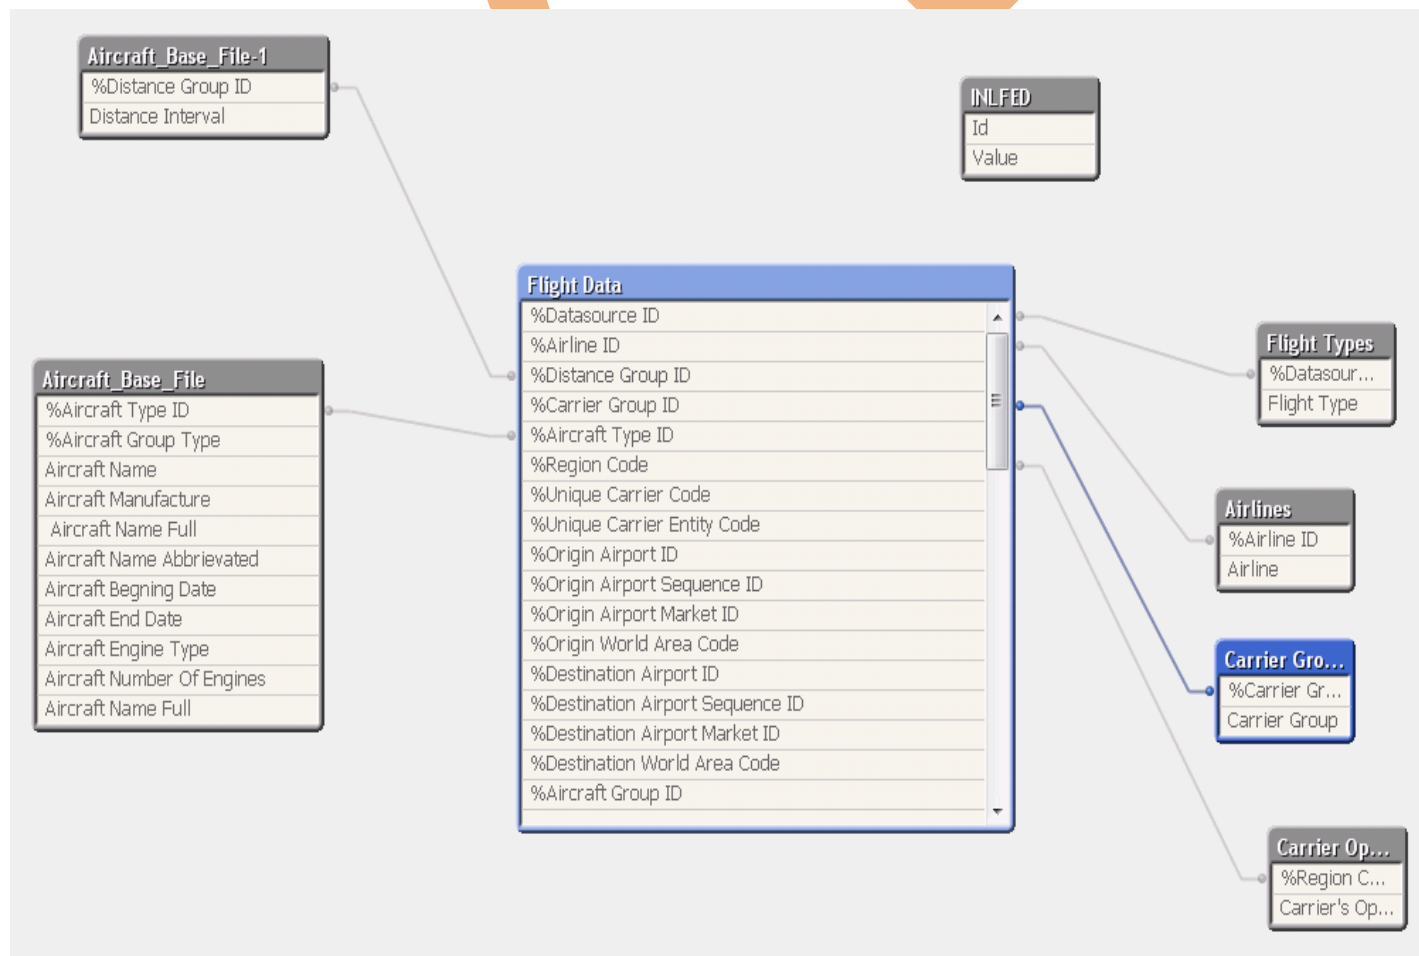 Aircraft_Base_File-1
%Distance Group ID
Distance Interval
INLFED
Id
Value
Flight Data
%Datasource ID
%Airline ID
%Distance Group ID
%Carrier Group ID
%Aircraft Type ID
%Region Code
%Unique Carrier Code
%Unique Carrier Entity Code
%Origin Airport ID
%Origin Airport Sequence ID
%Origin Airport Market ID
%Origin World Area Code
%Destination Airport ID
%Destination Airport Sequence ID
%Destination Airport Market ID
%Destination World Area Code
%Aircraft Group ID
Aircraft_Base_File
%Aircraft Type ID
%Aircraft Group Type
Aircraft Name
Aircraft Manufacture
Aircraft Name Full
Aircraft Name Abbrievated
Aircraft Begning Date
Aircraft End Date
Aircraft Engine Type
Aircraft Number Of Engines
Aircraft Name Full
Flight Types
%Datasour...
Flight Type
Airlines
%Airline ID
Airline
Carrier Gro...
%Carrier Gr...
Carrier Group
Carrier Op...
%Region C...
Carrier's Op...